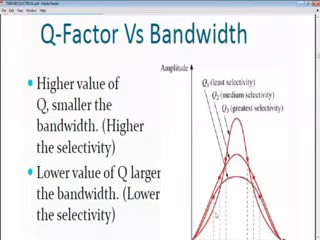 Q-Factor Vs Bandwidth
Higher value of
Q, smaller the
bandwidth. (Higher
the selectivity)
Lower value of Q larger
the bandwidth. (Lower
the selectivity)
Amplitude
Q1 (least selectivity)
Q2 (medium selectivity)
Q3 (greatest selectivity)